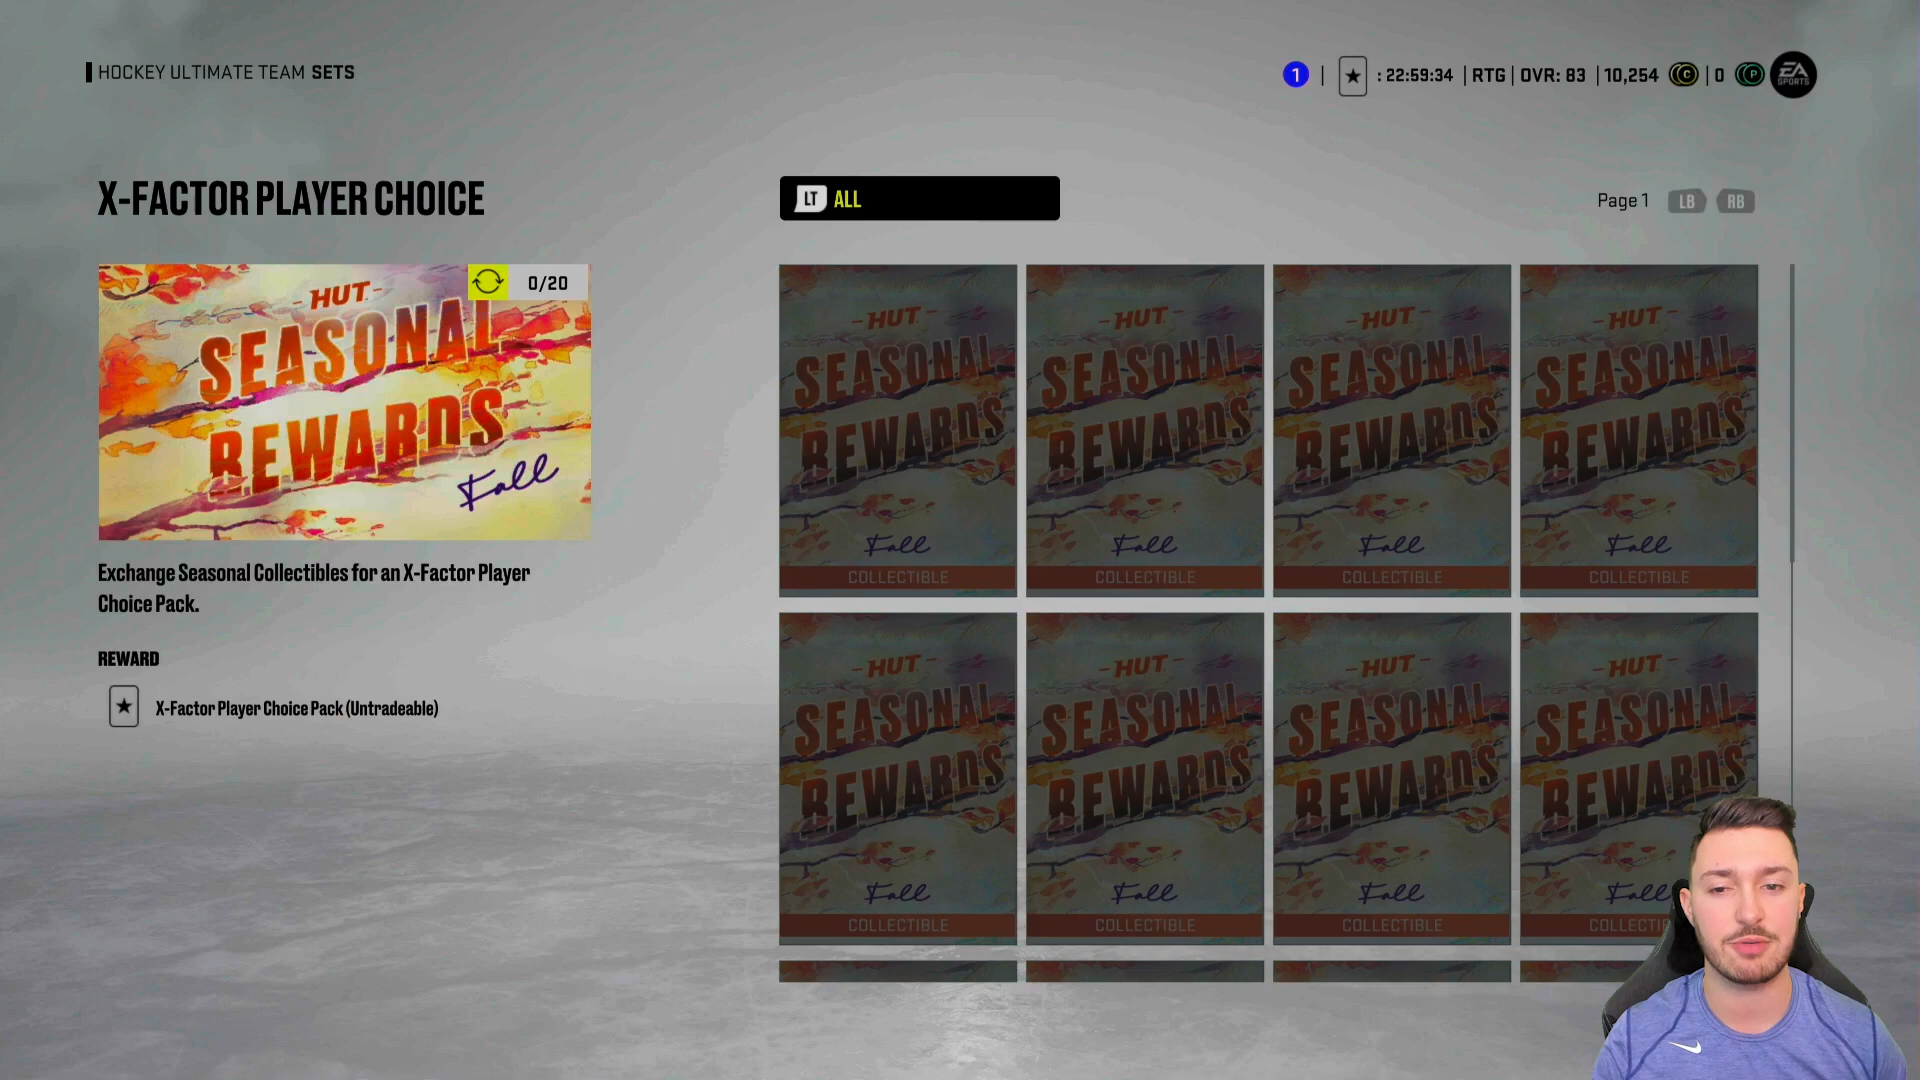 HOCKEY ULTIMATE TEAM SETS
1 | ★ : 22:59:34 | RTG | OVR: 83 | 10,254 C | 0 P EA SPORTS
X-FACTOR PLAYER CHOICE
LT ALL
Page 1 LB RB
0/20
- HUT -
SEASONAL
REWARDS
Fall
Exchange Seasonal Collectibles for an X-Factor Player
Choice Pack.
REWARD
★ X-Factor Player Choice Pack (Untradeable)
- HUT -
SEASONAL
REWARDS
Fall
COLLECTIBLE
- HUT -
SEASONAL
REWARDS
Fall
COLLECTIBLE
- HUT -
SEASONAL
REWARDS
Fall
COLLECTIBLE
- HUT -
SEASONAL
REWARDS
Fall
COLLECTIBLE
- HUT -
SEASONAL
REWARDS
Fall
COLLECTIBLE
- HUT -
SEASONAL
REWARDS
Fall
COLLECTIBLE
- HUT -
SEASONAL
REWARDS
Fall
COLLECTIBLE
- HUT -
SEASONAL
REWARDS
Fall